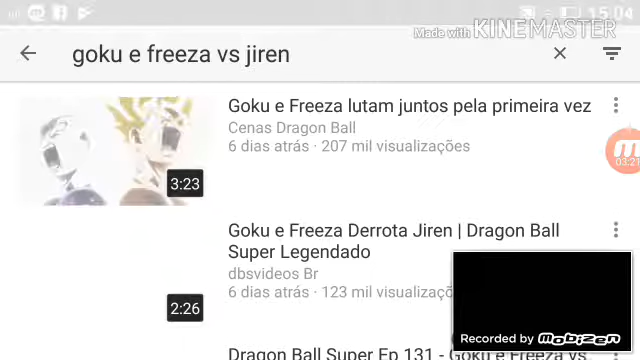 15:04
Made with KINEMASTER
goku e freeza vs jiren
Goku e Freeza lutam juntos pela primeira vez
Cenas Dragon Ball
6 dias atrás · 207 mil visualizações
3:23
03:21
Goku e Freeza Derrota Jiren | Dragon Ball
Super Legendado
dbsvideos Br
6 dias atrás · 123 mil visualizaçõ
2:26
Recorded by Mobizen
Dragon Ball Super Ep 131 - Goku e Freeza vs